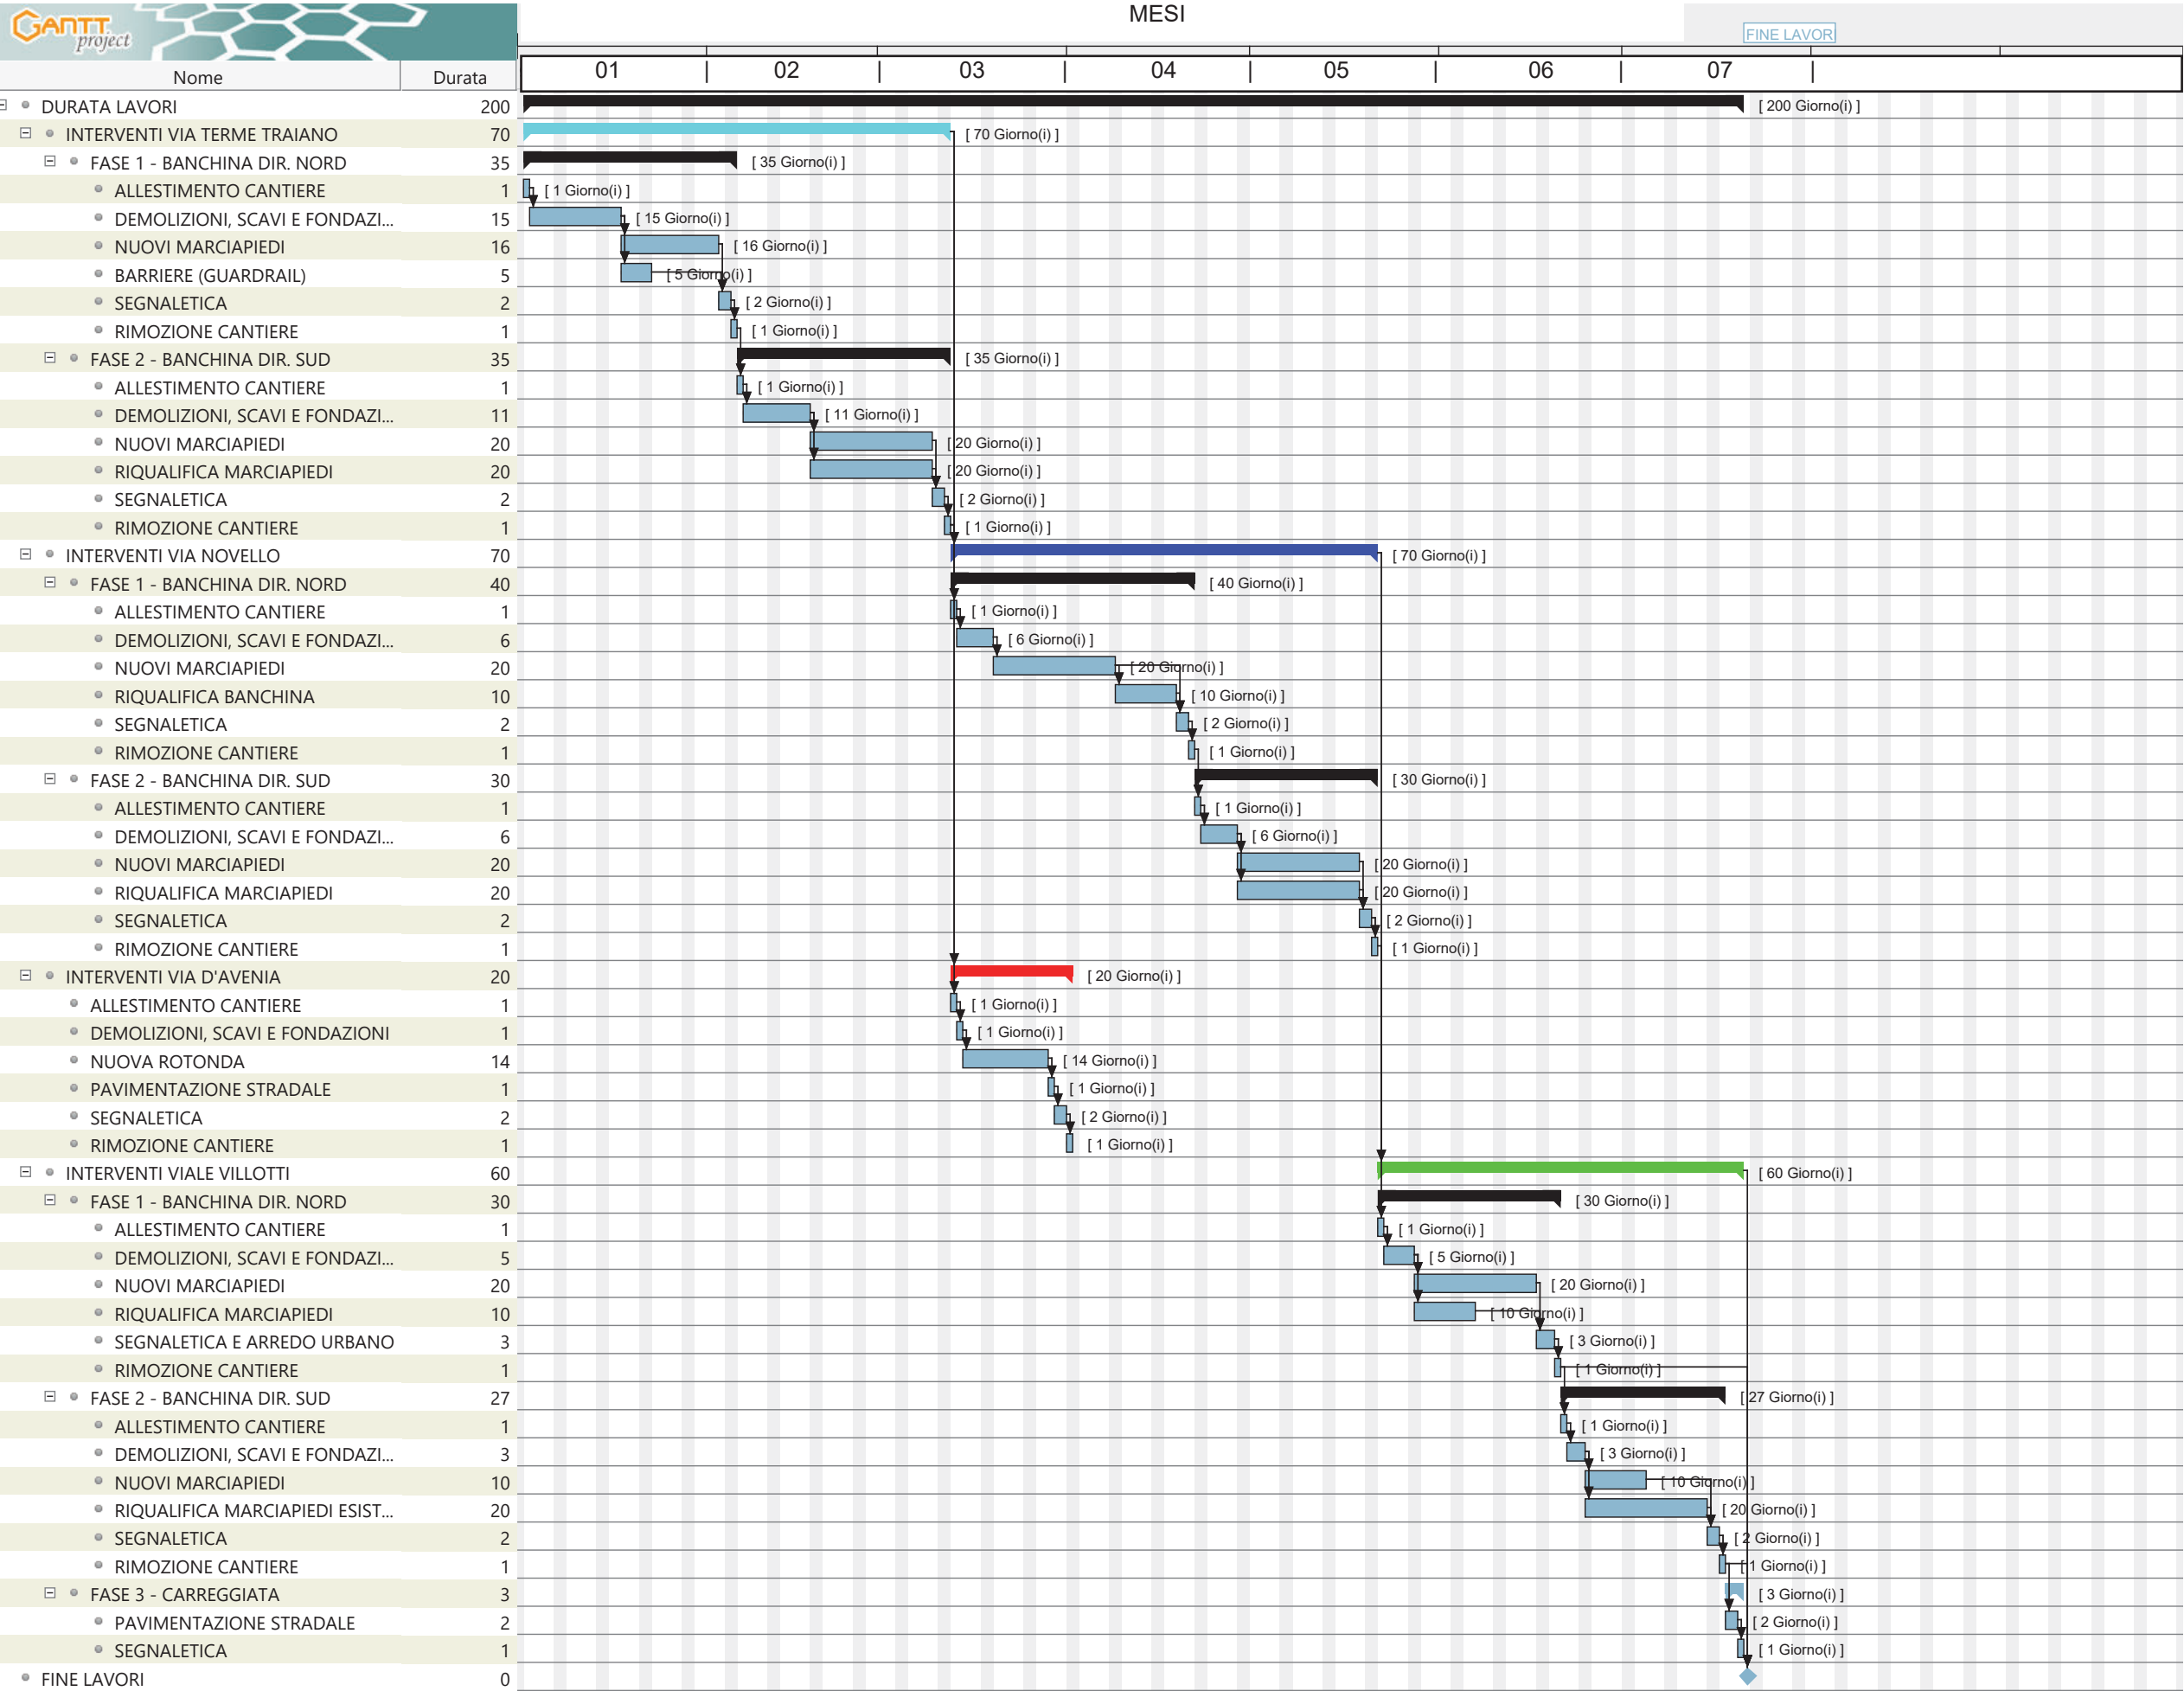 GANTT
project
MESI
FINE LAVORI
Nome Durata 01 02 03 04 05 06 07
DURATA LAVORI 200 [ 200 Giorno(i) ]
INTERVENTI VIA TERME TRAIANO 70 [ 70 Giorno(i) ]
FASE 1 - BANCHINA DIR. NORD 35 [ 35 Giorno(i) ]
ALLESTIMENTO CANTIERE 1 [ 1 Giorno(i) ]
DEMOLIZIONI, SCAVI E FONDAZI... 15 [ 15 Giorno(i) ]
NUOVI MARCIAPIEDI 16 [ 16 Giorno(i) ]
BARRIERE (GUARDRAIL) 5 [ 5 Giorno(i) ]
SEGNALETICA 2 [ 2 Giorno(i) ]
RIMOZIONE CANTIERE 1 [ 1 Giorno(i) ]
FASE 2 - BANCHINA DIR. SUD 35 [ 35 Giorno(i) ]
ALLESTIMENTO CANTIERE 1 [ 1 Giorno(i) ]
DEMOLIZIONI, SCAVI E FONDAZI... 11 [ 11 Giorno(i) ]
NUOVI MARCIAPIEDI 20 [ 20 Giorno(i) ]
RIQUALIFICA MARCIAPIEDI 20 [ 20 Giorno(i) ]
SEGNALETICA 2 [ 2 Giorno(i) ]
RIMOZIONE CANTIERE 1 [ 1 Giorno(i) ]
INTERVENTI VIA NOVELLO 70 [ 70 Giorno(i) ]
FASE 1 - BANCHINA DIR. NORD 40 [ 40 Giorno(i) ]
ALLESTIMENTO CANTIERE 1 [ 1 Giorno(i) ]
DEMOLIZIONI, SCAVI E FONDAZI... 6 [ 6 Giorno(i) ]
NUOVI MARCIAPIEDI 20 [ 20 Giorno(i) ]
RIQUALIFICA BANCHINA 10 [ 10 Giorno(i) ]
SEGNALETICA 2 [ 2 Giorno(i) ]
RIMOZIONE CANTIERE 1 [ 1 Giorno(i) ]
FASE 2 - BANCHINA DIR. SUD 30 [ 30 Giorno(i) ]
ALLESTIMENTO CANTIERE 1 [ 1 Giorno(i) ]
DEMOLIZIONI, SCAVI E FONDAZI... 6 [ 6 Giorno(i) ]
NUOVI MARCIAPIEDI 20 [ 20 Giorno(i) ]
RIQUALIFICA MARCIAPIEDI 20 [ 20 Giorno(i) ]
SEGNALETICA 2 [ 2 Giorno(i) ]
RIMOZIONE CANTIERE 1 [ 1 Giorno(i) ]
INTERVENTI VIA D'AVENIA 20 [ 20 Giorno(i) ]
ALLESTIMENTO CANTIERE 1 [ 1 Giorno(i) ]
DEMOLIZIONI, SCAVI E FONDAZIONI 1 [ 1 Giorno(i) ]
NUOVA ROTONDA 14 [ 14 Giorno(i) ]
PAVIMENTAZIONE STRADALE 1 [ 1 Giorno(i) ]
SEGNALETICA 2 [ 2 Giorno(i) ]
RIMOZIONE CANTIERE 1 [ 1 Giorno(i) ]
INTERVENTI VIALE VILLOTTI 60 [ 60 Giorno(i) ]
FASE 1 - BANCHINA DIR. NORD 30 [ 30 Giorno(i) ]
ALLESTIMENTO CANTIERE 1 [ 1 Giorno(i) ]
DEMOLIZIONI, SCAVI E FONDAZI... 5 [ 5 Giorno(i) ]
NUOVI MARCIAPIEDI 20 [ 20 Giorno(i) ]
RIQUALIFICA MARCIAPIEDI 10 [ 10 Giorno(i) ]
SEGNALETICA E ARREDO URBANO 3 [ 3 Giorno(i) ]
RIMOZIONE CANTIERE 1 [ 1 Giorno(i) ]
FASE 2 - BANCHINA DIR. SUD 27 [ 27 Giorno(i) ]
ALLESTIMENTO CANTIERE 1 [ 1 Giorno(i) ]
DEMOLIZIONI, SCAVI E FONDAZI... 3 [ 3 Giorno(i) ]
NUOVI MARCIAPIEDI 10 [ 10 Giorno(i) ]
RIQUALIFICA MARCIAPIEDI ESIST... 20 [ 20 Giorno(i) ]
SEGNALETICA 2 [ 2 Giorno(i) ]
RIMOZIONE CANTIERE 1 [ 1 Giorno(i) ]
FASE 3 - CARREGGIATA 3 [ 3 Giorno(i) ]
PAVIMENTAZIONE STRADALE 2 [ 2 Giorno(i) ]
SEGNALETICA 1 [ 1 Giorno(i) ]
FINE LAVORI 0